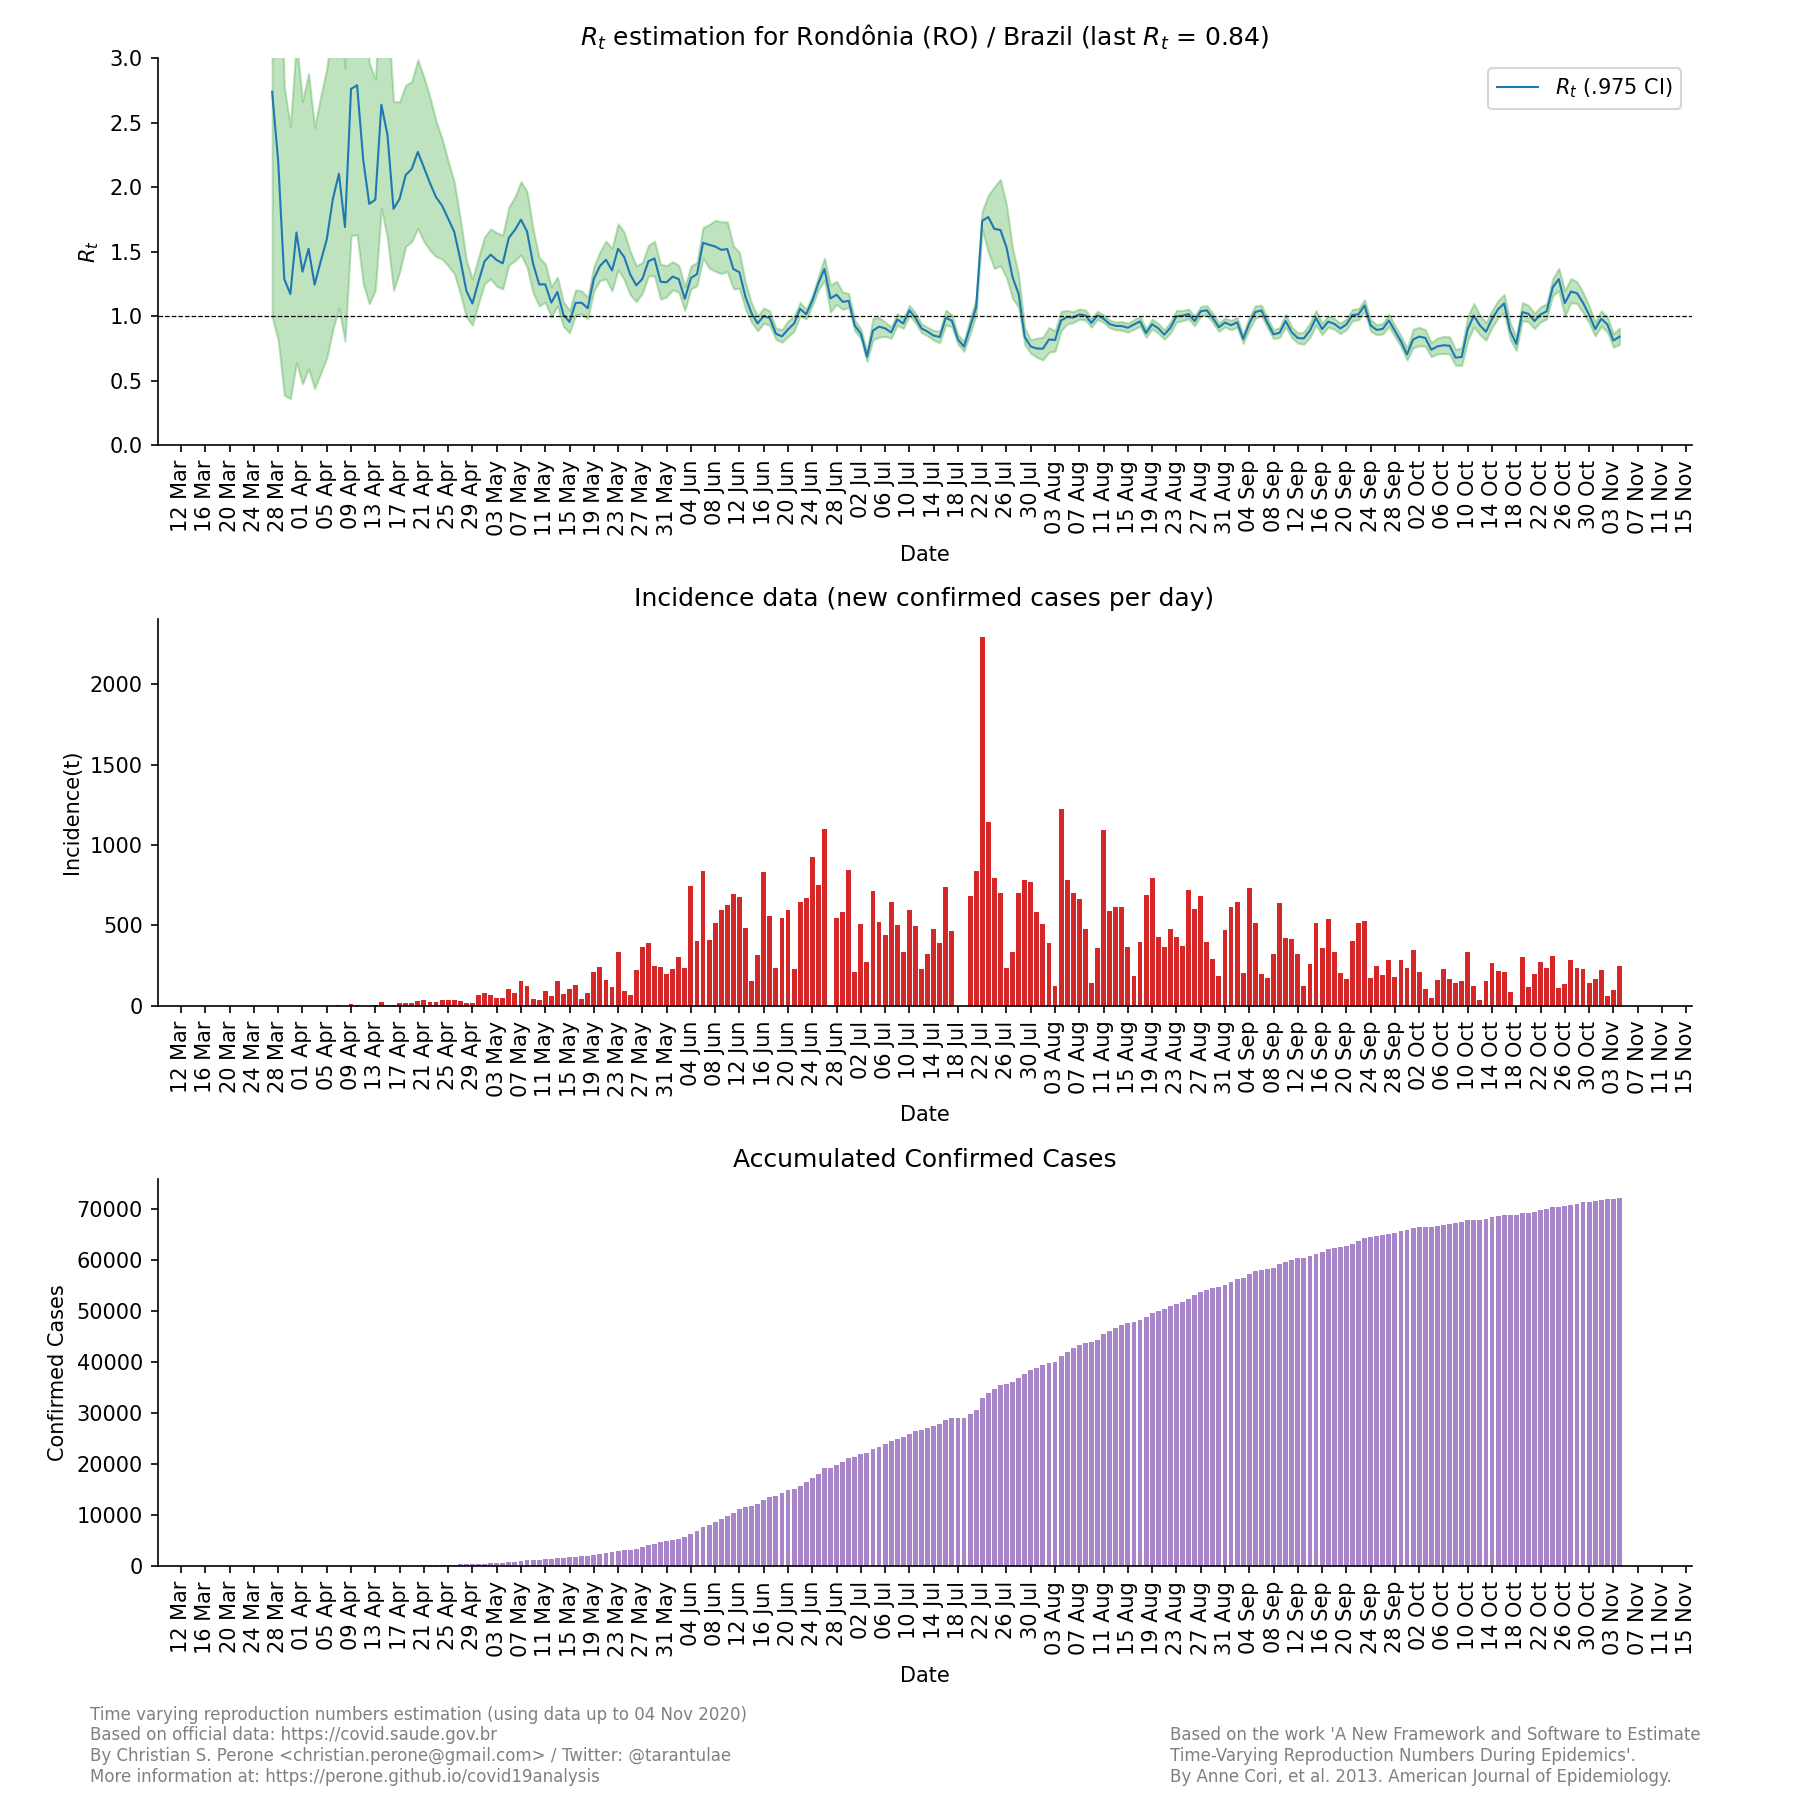 Rt estimation for Rondônia (RO) / Brazil (last Rt = 0.84)
Rt (.975 CI)
Rt
3.0
2.5
2.0
1.5
1.0
0.5
0.0
12 Mar 16 Mar 20 Mar 24 Mar 28 Mar 01 Apr 05 Apr 09 Apr 13 Apr 17 Apr 21 Apr 25 Apr 29 Apr 03 May 07 May 11 May 15 May 19 May 23 May 27 May 31 May 04 Jun 08 Jun 12 Jun 16 Jun 20 Jun 24 Jun 28 Jun 02 Jul 06 Jul 10 Jul 14 Jul 18 Jul 22 Jul 26 Jul 30 Jul 03 Aug 07 Aug 11 Aug 15 Aug 19 Aug 23 Aug 27 Aug 31 Aug 04 Sep 08 Sep 12 Sep 16 Sep 20 Sep 24 Sep 28 Sep 02 Oct 06 Oct 10 Oct 14 Oct 18 Oct 22 Oct 26 Oct 30 Oct 03 Nov 07 Nov 11 Nov 15 Nov
Date
Incidence data (new confirmed cases per day)
Incidence(t)
2000
1500
1000
500
0
12 Mar 16 Mar 20 Mar 24 Mar 28 Mar 01 Apr 05 Apr 09 Apr 13 Apr 17 Apr 21 Apr 25 Apr 29 Apr 03 May 07 May 11 May 15 May 19 May 23 May 27 May 31 May 04 Jun 08 Jun 12 Jun 16 Jun 20 Jun 24 Jun 28 Jun 02 Jul 06 Jul 10 Jul 14 Jul 18 Jul 22 Jul 26 Jul 30 Jul 03 Aug 07 Aug 11 Aug 15 Aug 19 Aug 23 Aug 27 Aug 31 Aug 04 Sep 08 Sep 12 Sep 16 Sep 20 Sep 24 Sep 28 Sep 02 Oct 06 Oct 10 Oct 14 Oct 18 Oct 22 Oct 26 Oct 30 Oct 03 Nov 07 Nov 11 Nov 15 Nov
Date
Accumulated Confirmed Cases
Confirmed Cases
70000
60000
50000
40000
30000
20000
10000
0
12 Mar 16 Mar 20 Mar 24 Mar 28 Mar 01 Apr 05 Apr 09 Apr 13 Apr 17 Apr 21 Apr 25 Apr 29 Apr 03 May 07 May 11 May 15 May 19 May 23 May 27 May 31 May 04 Jun 08 Jun 12 Jun 16 Jun 20 Jun 24 Jun 28 Jun 02 Jul 06 Jul 10 Jul 14 Jul 18 Jul 22 Jul 26 Jul 30 Jul 03 Aug 07 Aug 11 Aug 15 Aug 19 Aug 23 Aug 27 Aug 31 Aug 04 Sep 08 Sep 12 Sep 16 Sep 20 Sep 24 Sep 28 Sep 02 Oct 06 Oct 10 Oct 14 Oct 18 Oct 22 Oct 26 Oct 30 Oct 03 Nov 07 Nov 11 Nov 15 Nov
Date
Time varying reproduction numbers estimation (using data up to 04 Nov 2020)
Based on official data: https://covid.saude.gov.br
By Christian S. Perone <christian.perone@gmail.com> / Twitter: @tarantulae
More information at: https://perone.github.io/covid19analysis
Based on the work 'A New Framework and Software to Estimate
Time-Varying Reproduction Numbers During Epidemics'.
By Anne Cori, et al. 2013. American Journal of Epidemiology.